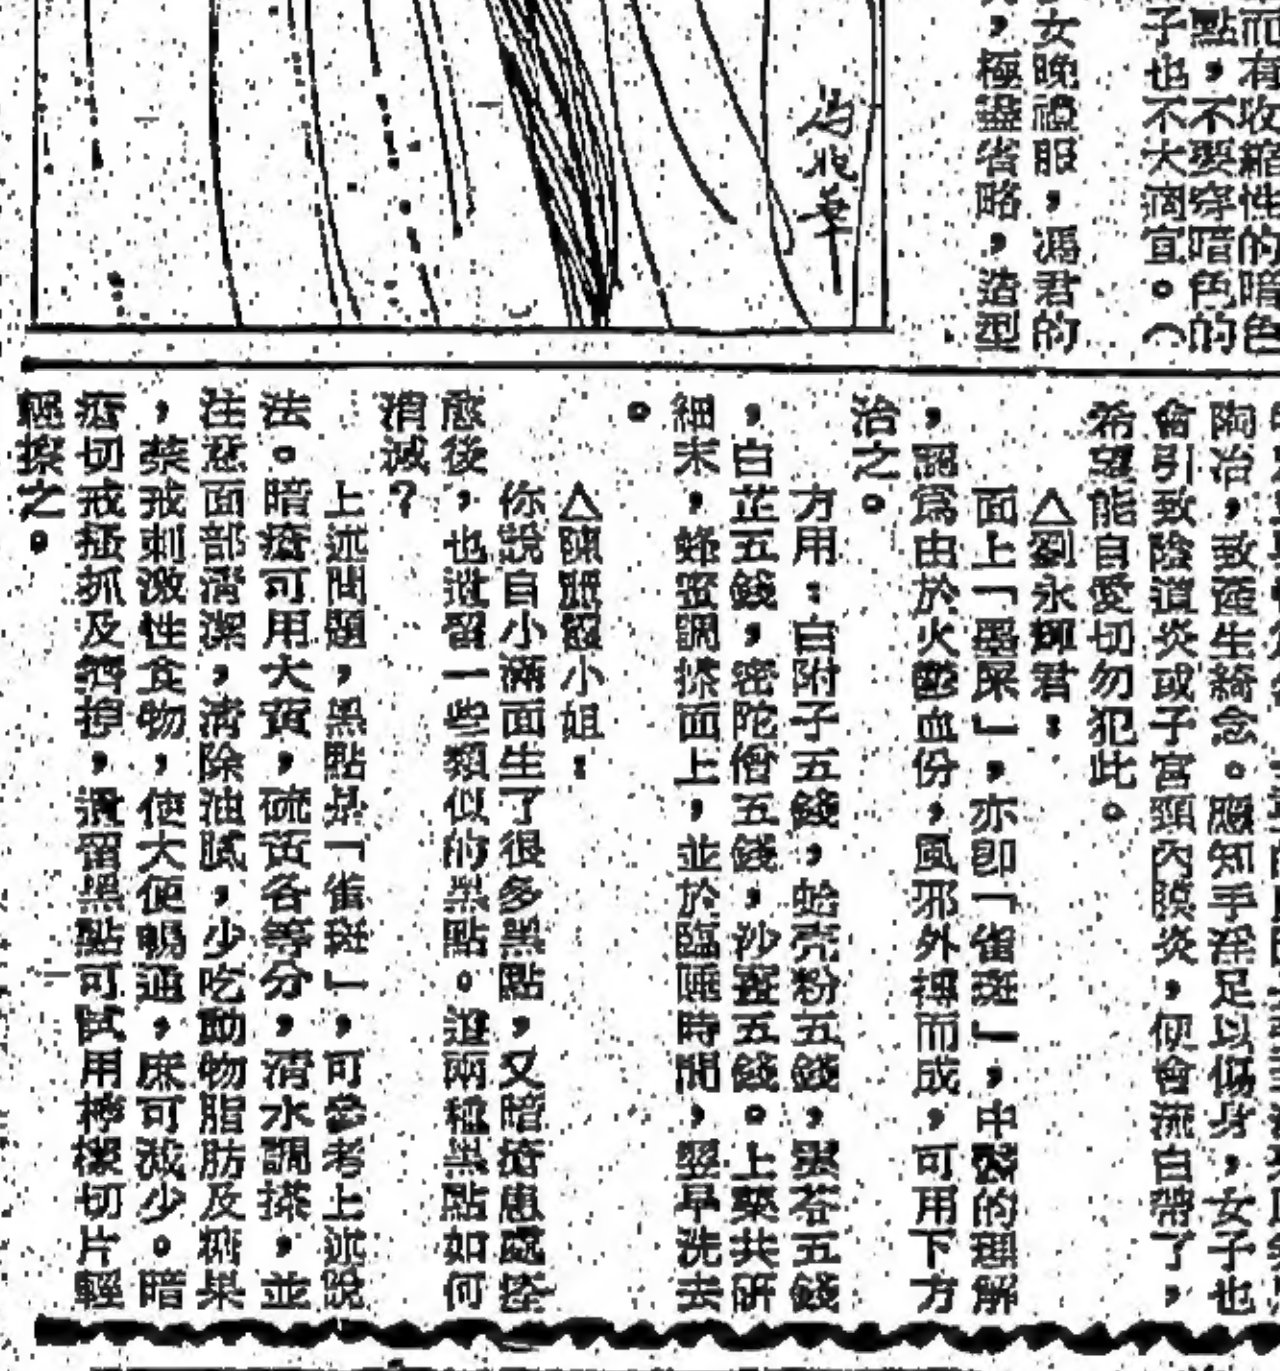 而有收縮性的暗色
點，不要穿暗色的
子也不大適宜。（
女晚禮服，馮君的
，極盡省略，造型
陶冶，致產生綺念。應知手淫足以傷身，女子也
會引致陰道炎或子宮頸內膜炎，便會流白帶了，
希望能自愛切勿犯此。
△劉永輝君：
面上「墨屎」，亦即「雀斑」，中醫的理解
，認爲由於火鬱血份，風邪外搏而成，可用下方
治之。
方用：白附子五錢，蛤壳粉五錢，茶苓五錢
，白芷五錢，密陀僧五錢，沙蜜五錢。上藥共研
細末，蜂蜜調搽面上，並於臨睡時間，翌早洗去
。
△陳小姐：
你說自小滿面生了很多黑點，又暗瘡患處
愈後，也遺留一些類似的黑點。這兩種黑點如何
消滅？
上述問題，黑點是「雀斑」，可參考上述說
法。暗瘡可用大黃，硫黃各等分，清水調搽，並
注意面部清潔，清除油膩，少吃動物脂肪及糖果
，禁戒刺激性食物，使大便暢通，庶可減少。暗
瘡切戒搔抓及擠掐，遺留黑點可試用檸檬切片輕
輕搽之。